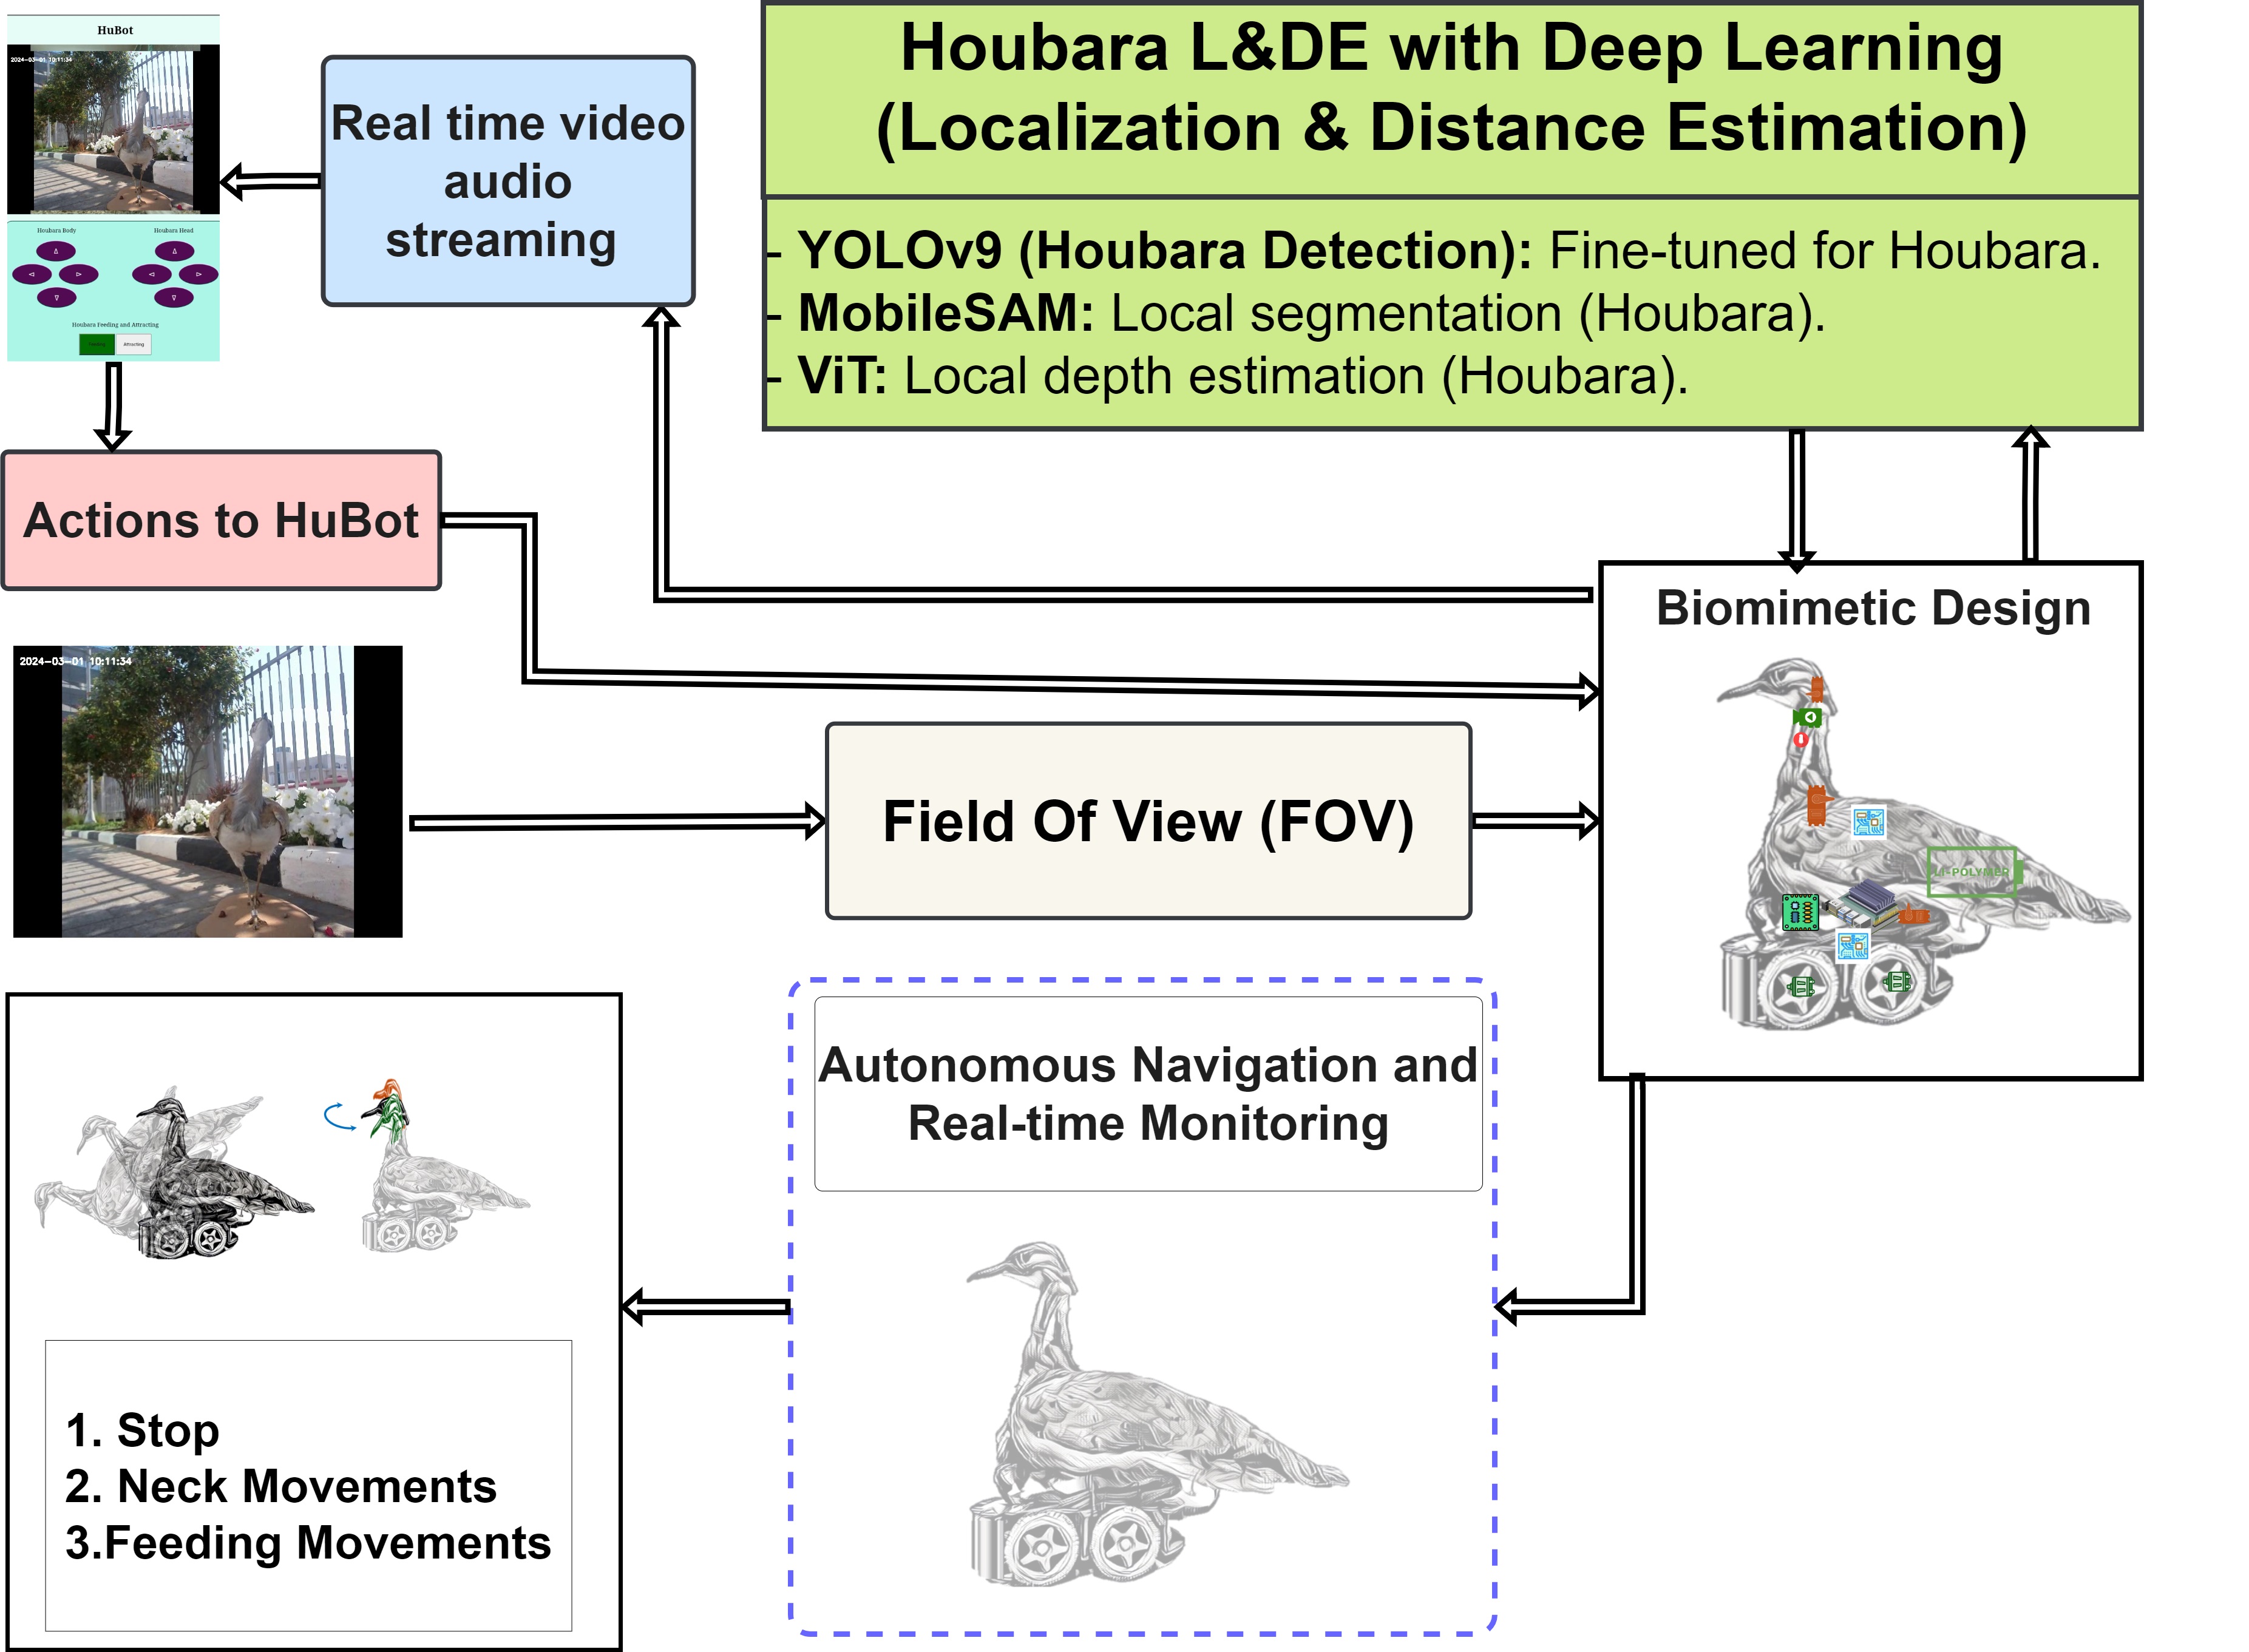 HuBot
2024-03-01 10:11:34
Houbara Body
Houbara Head
Houbara Feeding and Attracting
Attracting
Real time video
audio
streaming
Houbara L&DE with Deep Learning
(Localization & Distance Estimation)
- YOLOv9 (Houbara Detection): Fine-tuned for Houbara.
- MobileSAM: Local segmentation (Houbara).
- ViT: Local depth estimation (Houbara).
Actions to HuBot
Biomimetic Design
LI-POLYMER
2024-03-01 10:11:34
Field Of View (FOV)
Autonomous Navigation and
Real-time Monitoring
1. Stop
2. Neck Movements
3.Feeding Movements